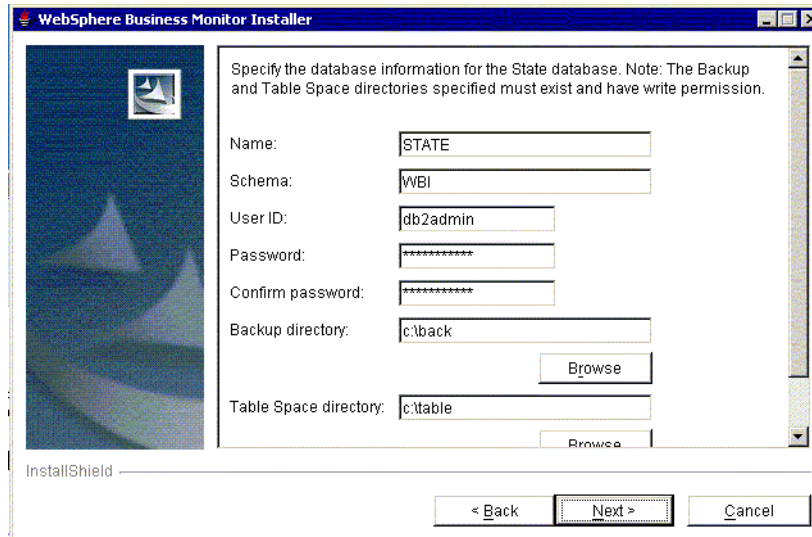 WebSphere Business Monitor Installer
Specify the database information for the State database. Note: The Backup
and Table Space directories specified must exist and have write permission.
Name: STATE
Schema: WBI
User ID: db2admin
Password: ***********
Confirm password: ***********
Backup directory: c:\back
Browse
Table Space directory: c:\table
Browse
InstallShield
< Back Next > Cancel